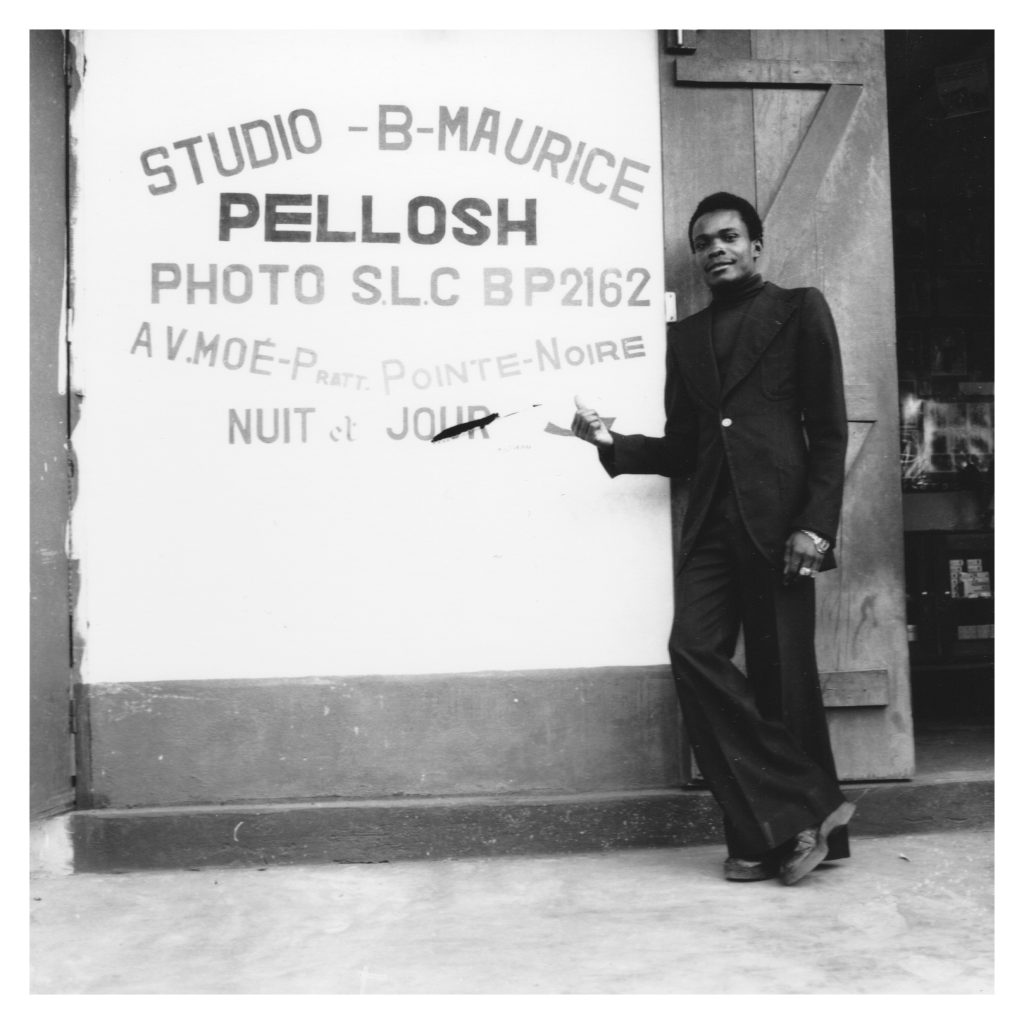 STUDIO -B-MAURICE
PELLOSH
PHOTO S.L.C BP2162
AV.MOÉ-PRATT. POINTE-NOIRE
NUIT et JOUR